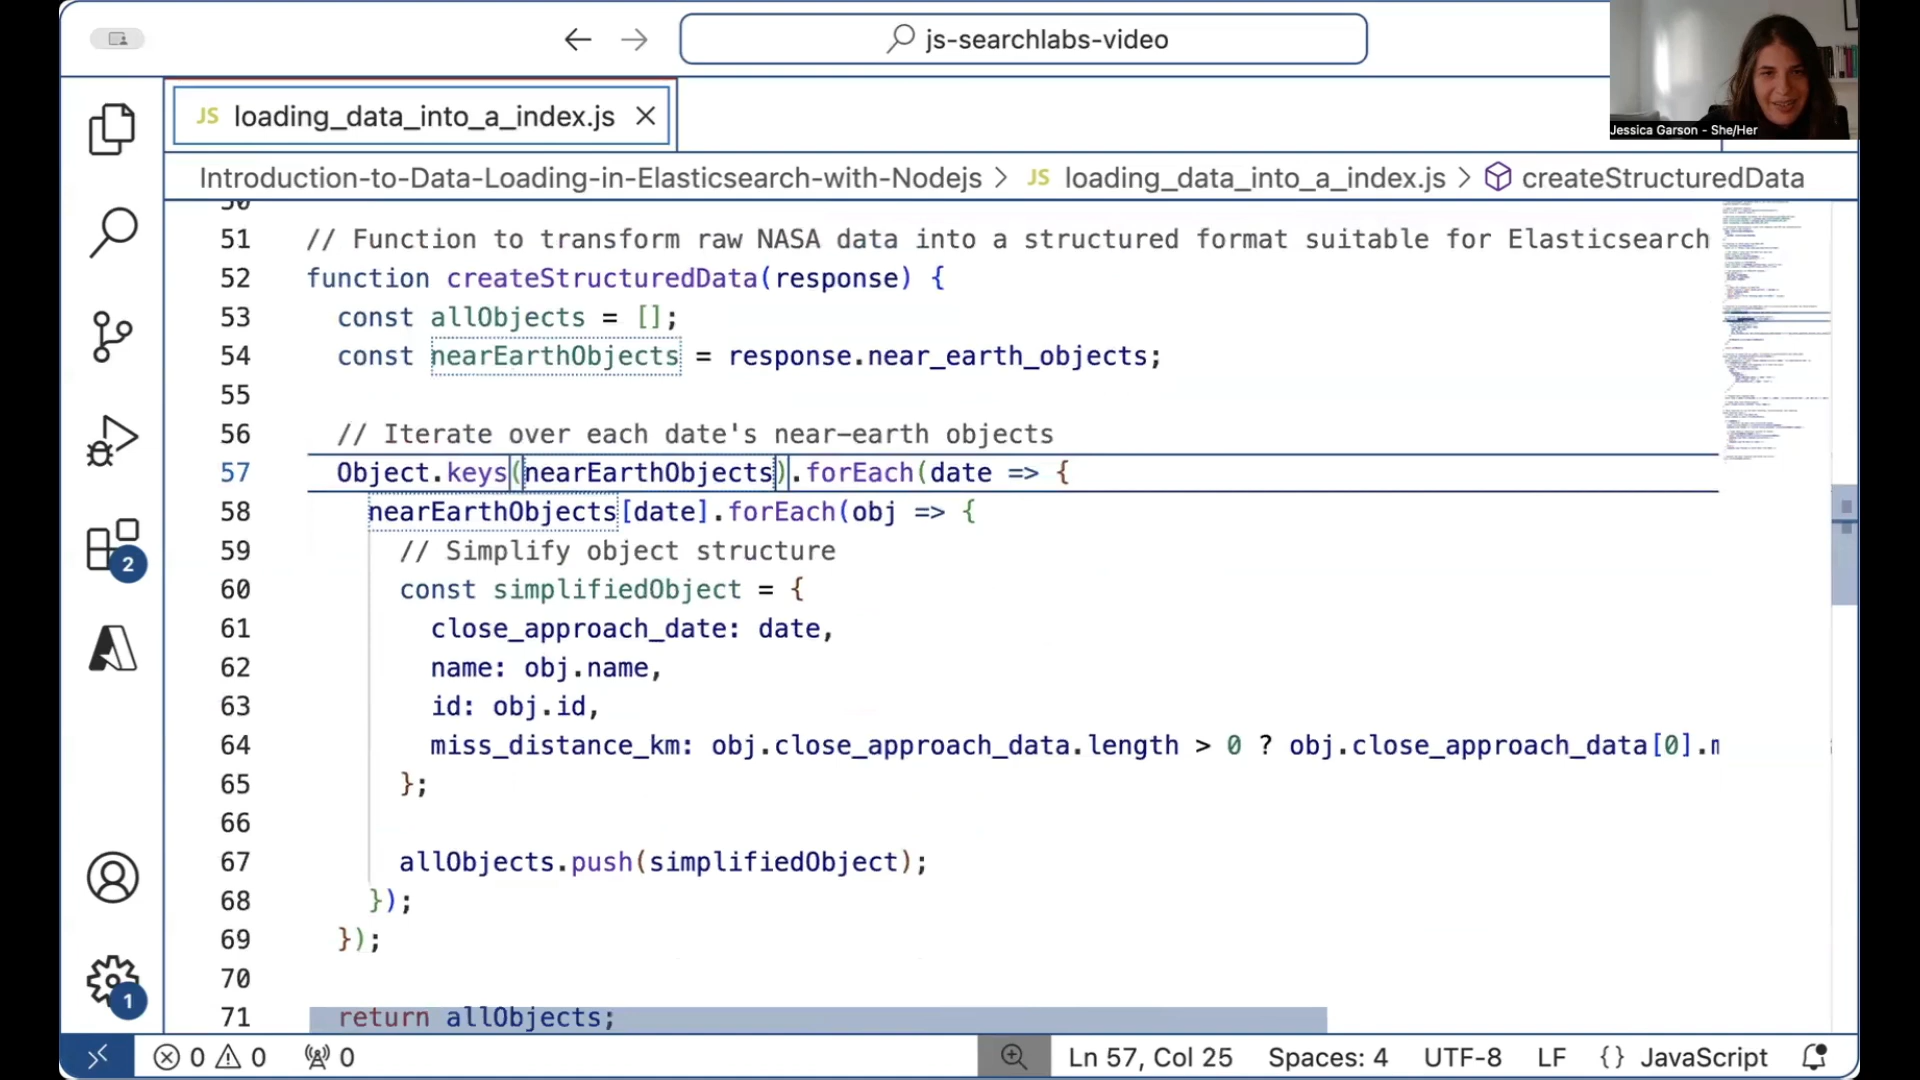 js-searchlabs-video
Jessica Garson - She/Her
JS loading_data_into_a_index.js
Introduction-to-Data-Loading-in-Elasticsearch-with-Nodejs > JS loading_data_into_a_index.js > createStructuredData
50
51 // Function to transform raw NASA data into a structured format suitable for Elasticsearch
52 function createStructuredData(response) {
53 const allObjects = [];
54 const nearEarthObjects = response.near_earth_objects;
55
56 // Iterate over each date's near-earth objects
57 Object.keys(nearEarthObjects).forEach(date => {
58 nearEarthObjects[date].forEach(obj => {
59 // Simplify object structure
60 const simplifiedObject = {
61 close_approach_date: date,
62 name: obj.name,
63 id: obj.id,
64 miss_distance_km: obj.close_approach_data.length > 0 ? obj.close_approach_data[0].m
65 };
66
67 allObjects.push(simplifiedObject);
68 });
69 });
70
71 return allObjects;
2
1
0 0 0 Ln 57, Col 25 Spaces: 4 UTF-8 LF {} JavaScript